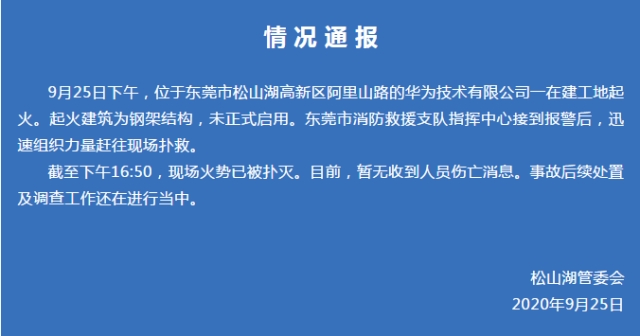 情况通报
9月25日下午，位于东莞市松山湖高新区阿里山路的华为技术有限公司一在建工地起
火。起火建筑为钢架结构，未正式启用。东莞市消防救援支队指挥中心接到报警后，迅
速组织力量赶往现场扑救。
截至下午16:50，现场火势已被扑灭。目前，暂无收到人员伤亡消息。事故后续处置
及调查工作还在进行当中。
松山湖管委会
2020年9月25日